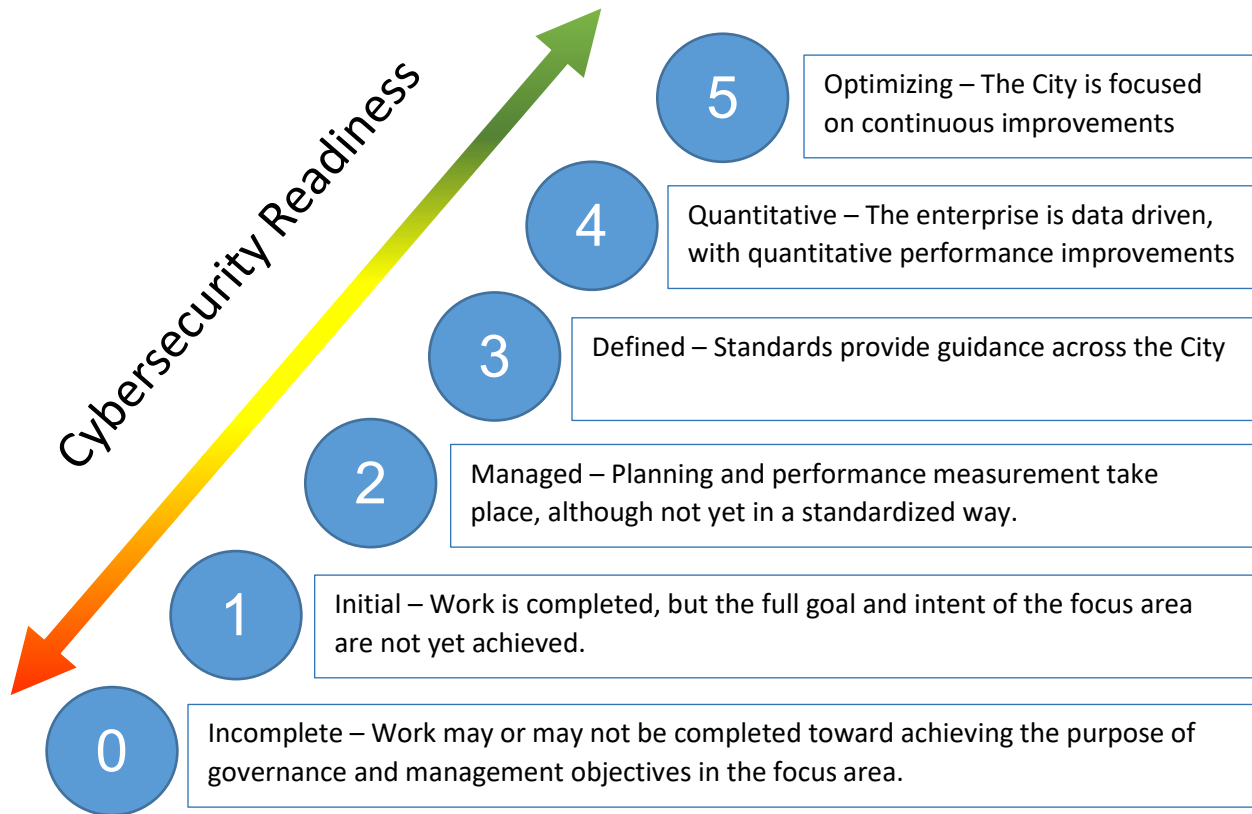 Cybersecurity Readiness
5
Optimizing – The City is focused
on continuous improvements
4
Quantitative – The enterprise is data driven,
with quantitative performance improvements
3
Defined – Standards provide guidance across the City
2
Managed – Planning and performance measurement take
place, although not yet in a standardized way.
1
Initial – Work is completed, but the full goal and intent of the focus area
are not yet achieved.
0
Incomplete – Work may or may not be completed toward achieving the purpose of
governance and management objectives in the focus area.